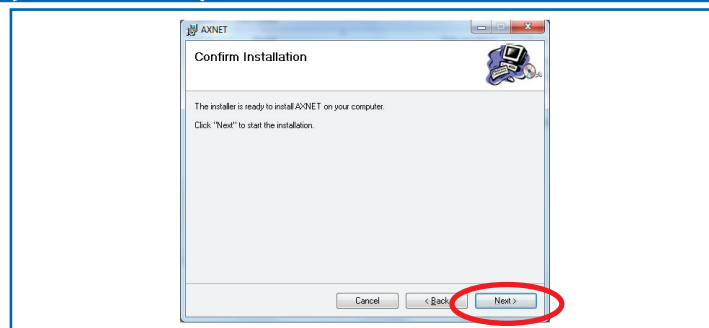 AXNET
Confirm Installation
The installer is ready to install AXNET on your computer.
Click "Next" to start the installation.
Cancel
< Back
Next >